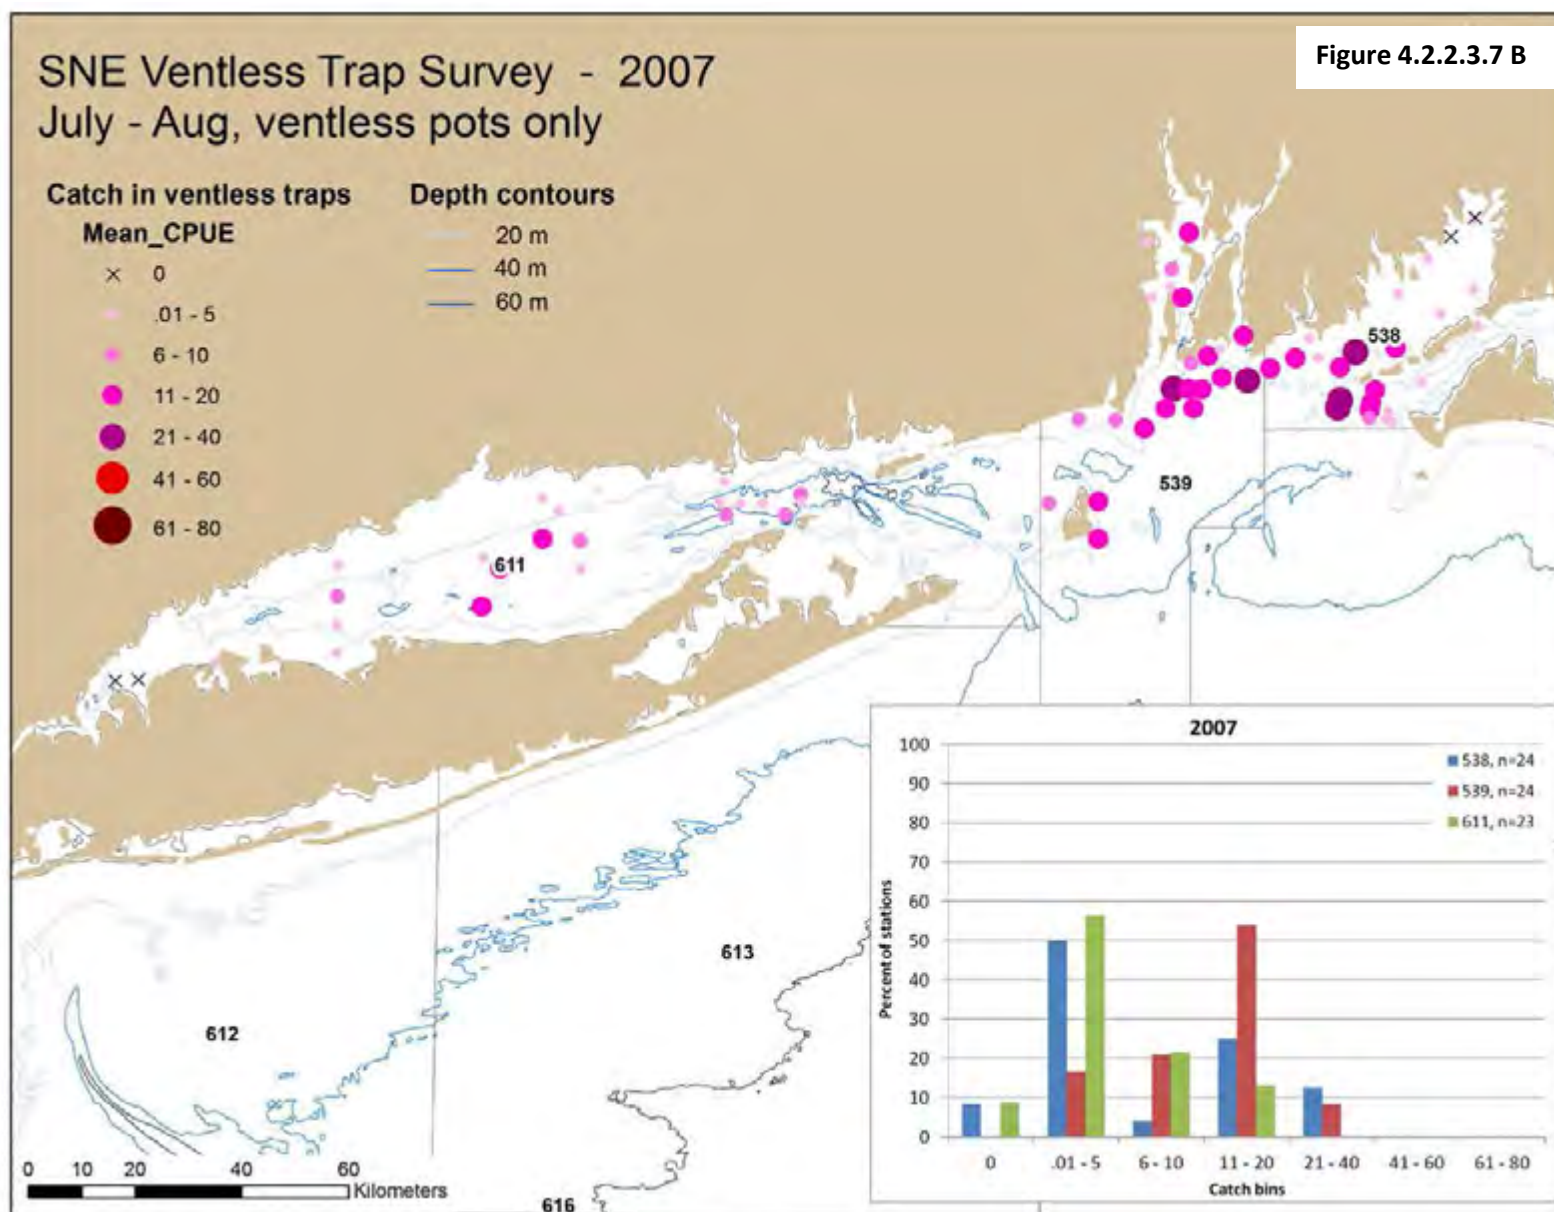 Figure 4.2.2.3.7 B
SNE Ventless Trap Survey - 2007
July - Aug, ventless pots only
Catch in ventless traps
Mean_CPUE
0
.01 - 5
6 - 10
11 - 20
21 - 40
41 - 60
61 - 80
Depth contours
20 m
40 m
60 m
538
539
611
613
612
616
0 10 20 40 60
Kilometers
2007
538, n=24
539, n=24
611, n=23
Percent of stations
100
90
80
70
60
50
40
30
20
10
0
0 .01 - 5 6 - 10 11 - 20 21 - 40 41 - 60 61 - 80
Catch bins